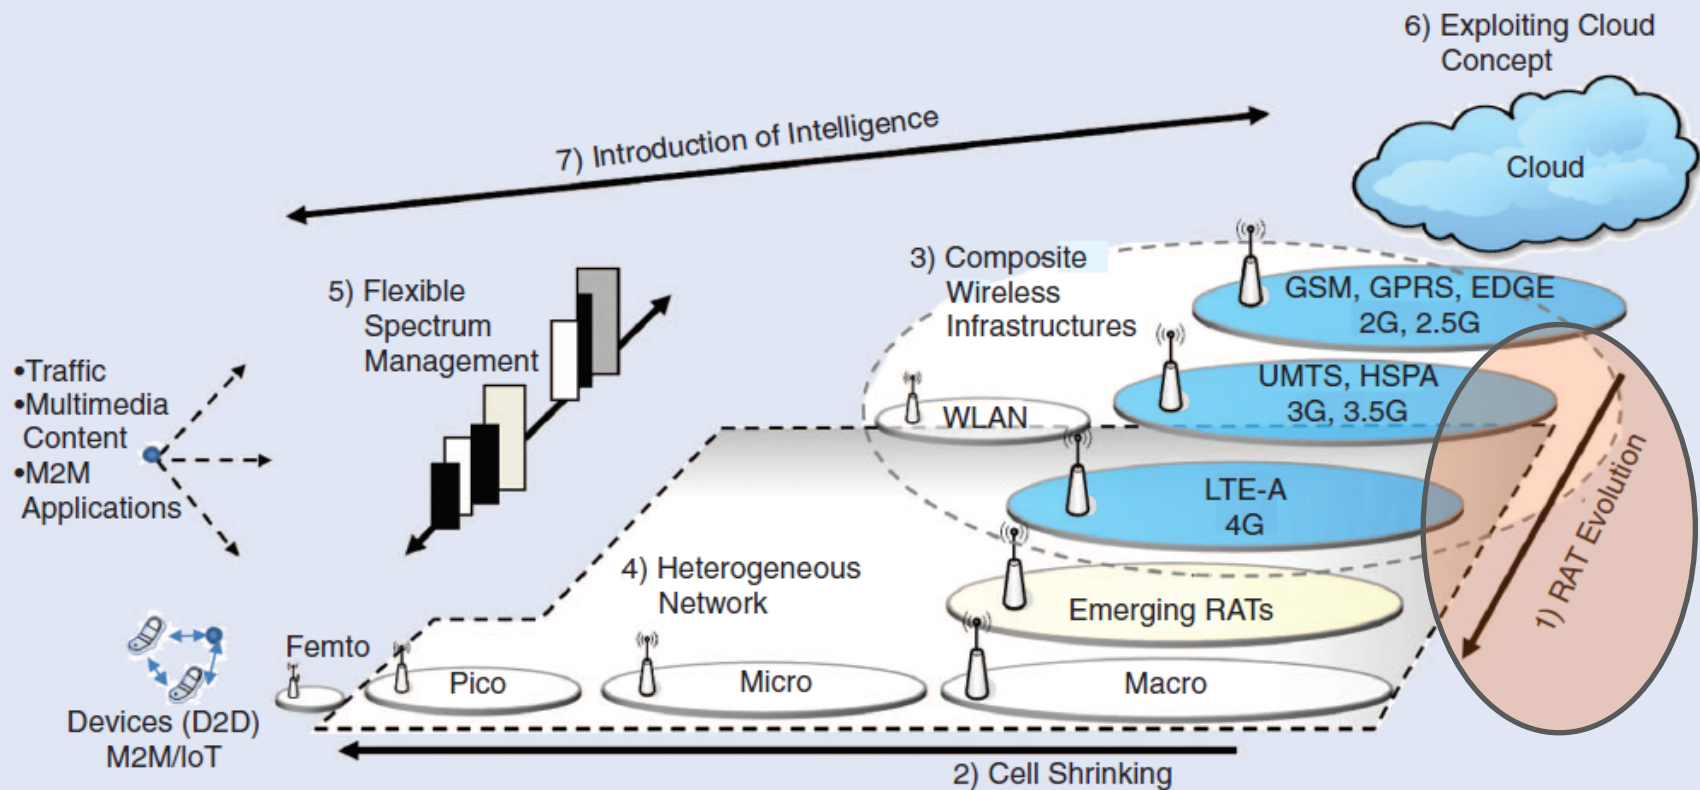 6) Exploiting Cloud
Concept
Cloud
7) Introduction of Intelligence
3) Composite
Wireless
Infrastructures
GSM, GPRS, EDGE
2G, 2.5G
5) Flexible
Spectrum
Management
UMTS, HSPA
3G, 3.5G
WLAN
•Traffic
•Multimedia
Content
•M2M
Applications
LTE-A
4G
1) RAT Evolution
4) Heterogeneous
Network
Emerging RATs
Femto
Pico
Micro
Macro
Devices (D2D)
M2M/IoT
2) Cell Shrinking